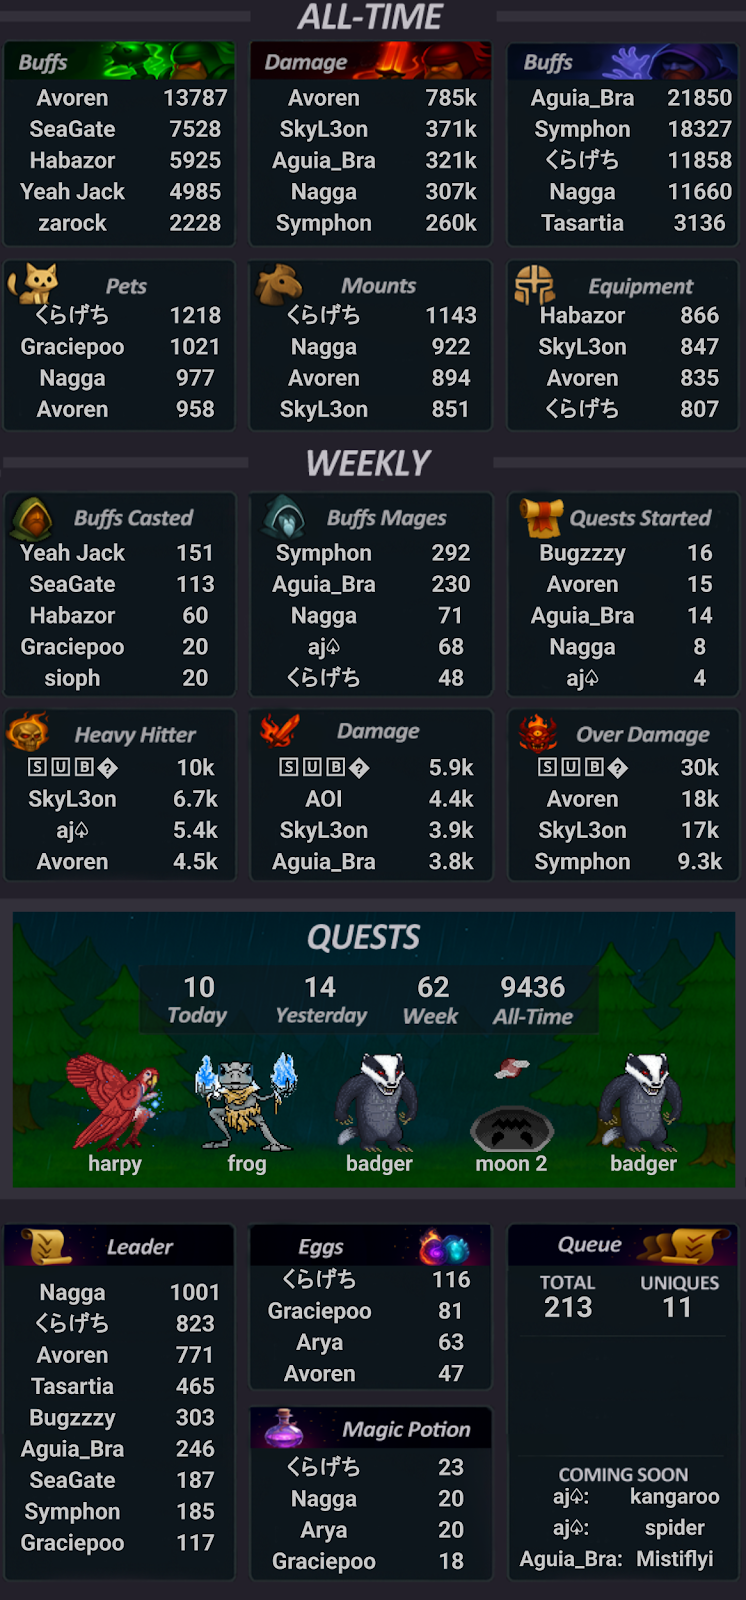 ALL-TIME
Buffs
Avoren 13787
SeaGate 7528
Habazor 5925
Yeah Jack 4985
zarock 2228
Damage
Avoren 785k
SkyL3on 371k
Aguia_Bra 321k
Nagga 307k
Symphon 260k
Buffs
Aguia_Bra 21850
Symphon 18327
くらげち 11858
Nagga 11660
Tasartia 3136
Pets
くらげち 1218
Graciepoo 1021
Nagga 977
Avoren 958
Mounts
くらげち 1143
Nagga 922
Avoren 894
SkyL3on 851
Equipment
Habazor 866
SkyL3on 847
Avoren 835
くらげち 807
WEEKLY
Buffs Casted
Yeah Jack 151
SeaGate 113
Habazor 60
Graciepoo 20
sioph 20
Buffs Mages
Symphon 292
Aguia_Bra 230
Nagga 71
aj♤ 68
くらげち 48
Quests Started
Bugzzzy 16
Avoren 15
Aguia_Bra 14
Nagga 8
aj♤ 4
Heavy Hitter
🅂🅄🄱� 10k
SkyL3on 6.7k
aj♤ 5.4k
Avoren 4.5k
Damage
🅂🅄🄱� 5.9k
AOI 4.4k
SkyL3on 3.9k
Aguia_Bra 3.8k
Over Damage
🅂🅄🄱� 30k
Avoren 18k
SkyL3on 17k
Symphon 9.3k
QUESTS
10 14 62 9436
Today Yesterday Week All-Time
harpy frog badger moon 2 badger
Leader
Nagga 1001
くらげち 823
Avoren 771
Tasartia 465
Bugzzzy 303
Aguia_Bra 246
SeaGate 187
Symphon 185
Graciepoo 117
Eggs
くらげち 116
Graciepoo 81
Arya 63
Avoren 47
Magic Potion
くらげち 23
Nagga 20
Arya 20
Graciepoo 18
Queue
TOTAL UNIQUES
213 11
COMING SOON
aj♤: kangaroo
aj♤: spider
Aguia_Bra: Mistiflyi